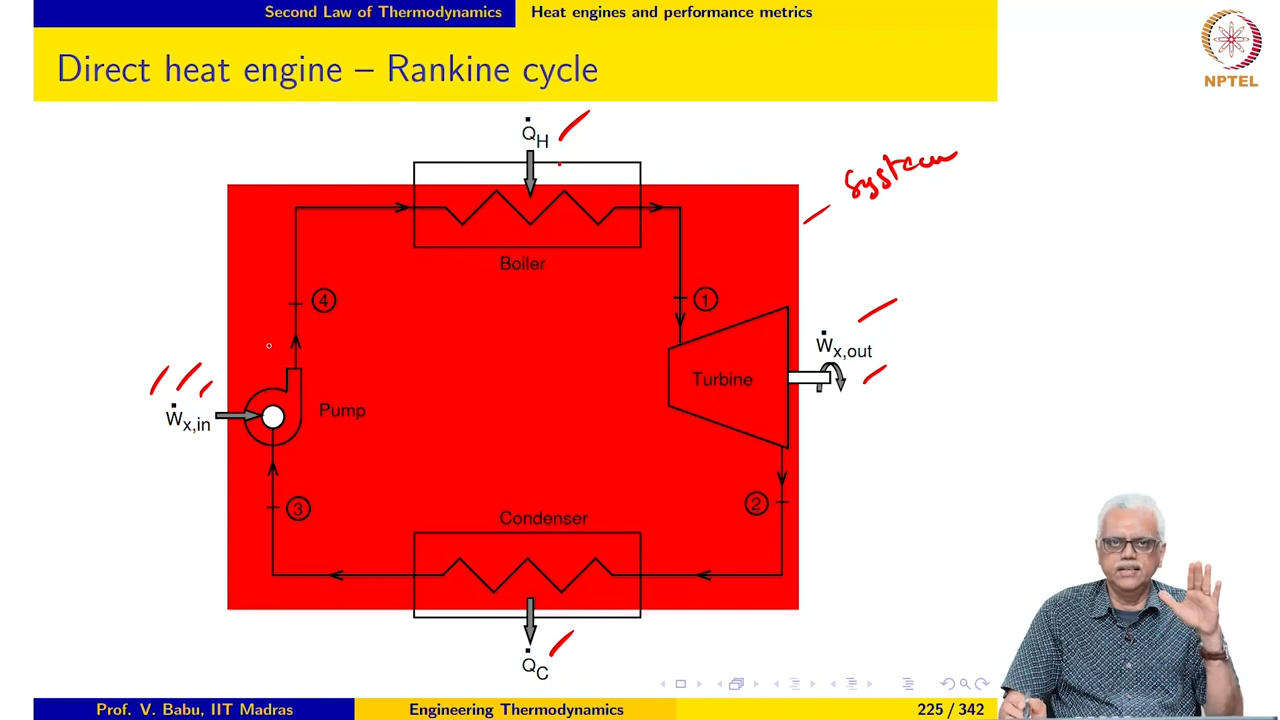 Second Law of Thermodynamics Heat engines and performance metrics
Direct heat engine – Rankine cycle
NPTEL
Q̇H
System
Boiler
4
1
Ẇx,out
Turbine
Pump
Ẇx,in
3
2
Condenser
Q̇C
Prof. V. Babu, IIT Madras Engineering Thermodynamics 225 / 342